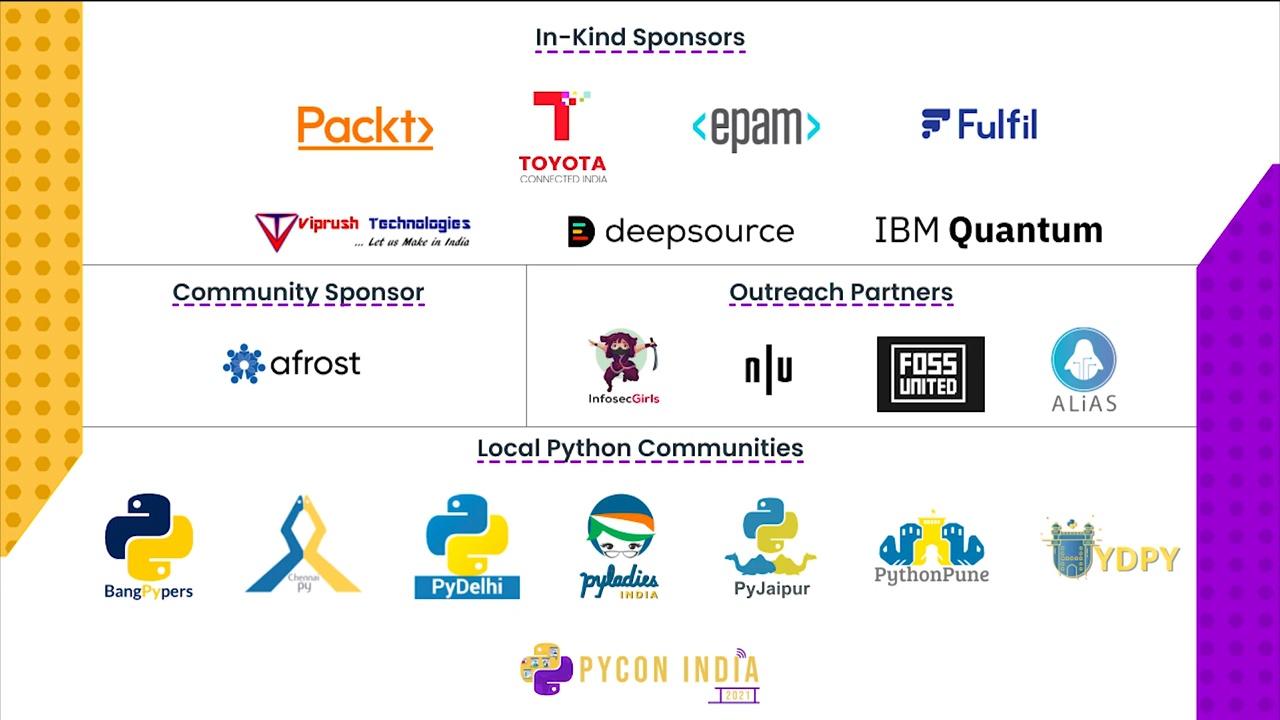 In-Kind Sponsors
Packt
TOYOTA
CONNECTED INDIA
<epam>
Fulfil
Viprush Technologies
... Let us Make in India
deepsource
IBM Quantum
Community Sponsor
afrost
Outreach Partners
InfosecGirls
n|u
FOSS
UNITED
ALiAS
Local Python Communities
BangPypers
Chennai
py
PyDelhi
pyladies
INDIA
PyJaipur
PythonPune
YDPY
PYCON INDIA
2021